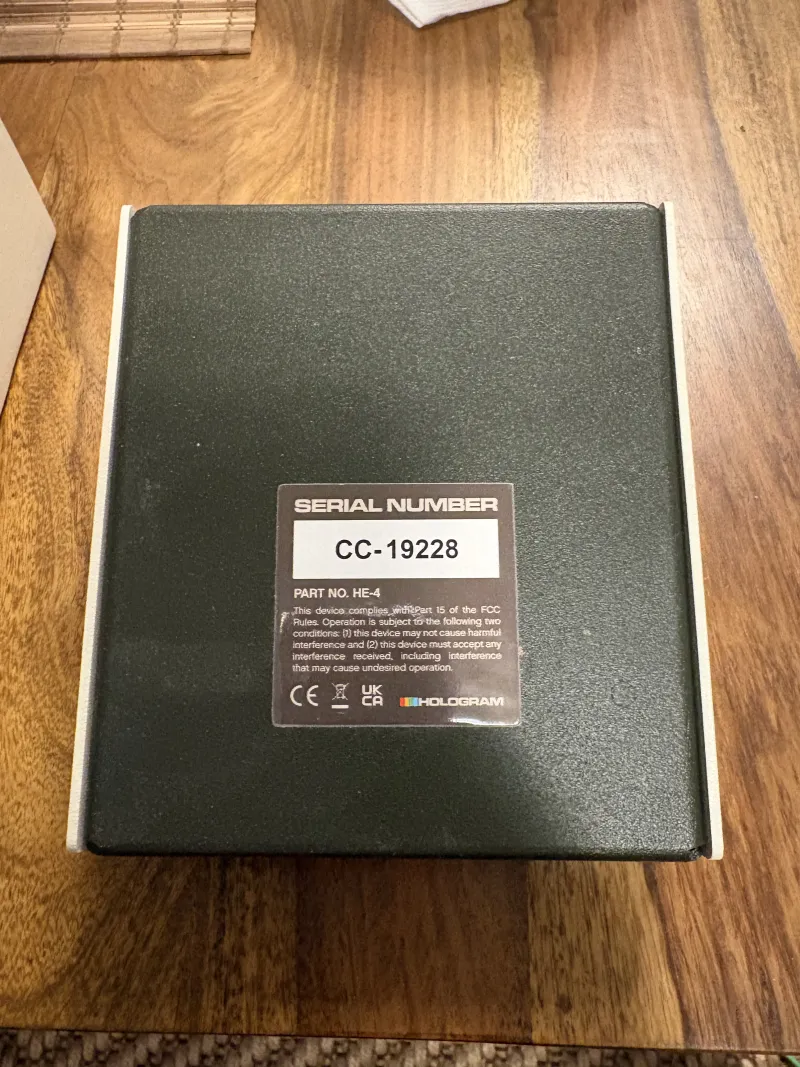 SERIAL NUMBER
CC-19228
PART NO. HE-4
This device complies with Part 15 of the FCC
Rules. Operation is subject to the following two
conditions: (1) this device may not cause harmful
interference and (2) this device must accept any
interference received, including interference
that may cause undesired operation.
CE UK
CA HOLOGRAM